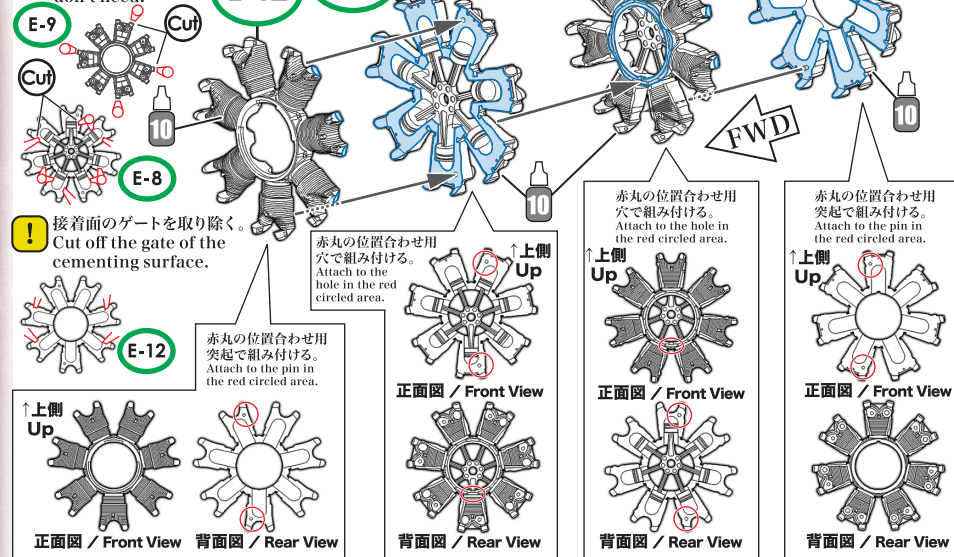 don't need.
E-9
Cut
Cut
10
E-8
10
10
FWD
!
接着面のゲートを取り除く。
Cut off the gate of the
cementing surface.
E-12
赤丸の位置合わせ用
突起で組み付ける。
Attach to the pin in
the red circled area.
↑上側
Up
正面図 / Front View
背面図 / Rear View
赤丸の位置合わせ用
穴で組み付ける。
Attach to the
hole in the red
circled area.
↑上側
Up
正面図 / Front View
背面図 / Rear View
赤丸の位置合わせ用
穴で組み付ける。
Attach to the hole in
the red circled area.
↑上側
Up
正面図 / Front View
背面図 / Rear View
赤丸の位置合わせ用
突起で組み付ける。
Attach to the pin in
the red circled area.
↑上側
Up
正面図 / Front View
背面図 / Rear View